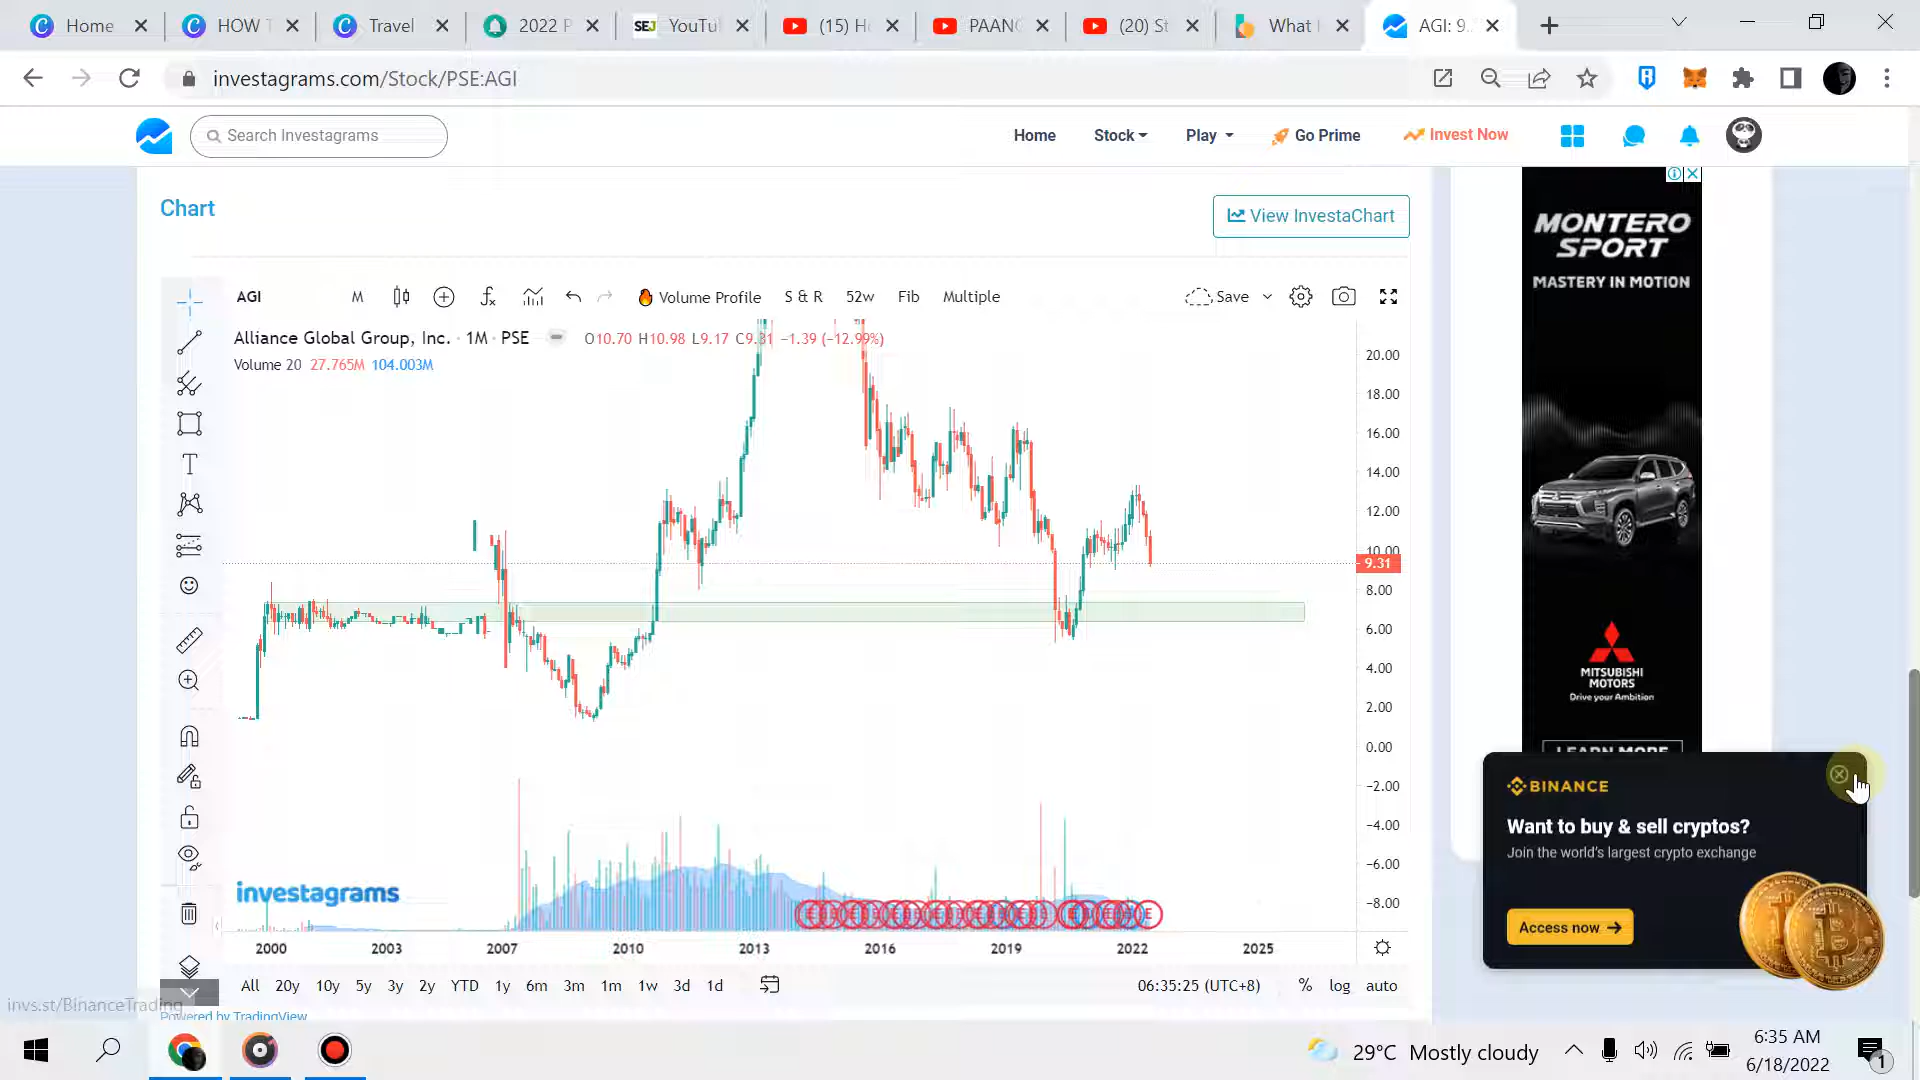 Home
HOW T
Travel
2022 P
SEJ
YouTu
(15) H
PAANO
(20) St
What
AGI: 9.
investagrams.com/Stock/PSE:AGI
Search Investagrams
Home
Stock
Play
Go Prime
Invest Now
Chart
View InvestaChart
AGI
M
Volume Profile
S & R
52w
Fib
Multiple
Save
Alliance Global Group, Inc. · 1M · PSE
O10.70 H10.98 L9.17 C9.31 −1.39 (−12.99%)
Volume 20 27.765M 104.003M
20.00
18.00
16.00
14.00
12.00
10.00
9.31
8.00
6.00
4.00
2.00
0.00
−2.00
−4.00
−6.00
−8.00
investagrams
E
2000
2003
2007
2010
2013
2016
2019
2022
2025
All
20y
10y
5y
3y
2y
YTD
1y
6m
3m
1m
1w
3d
1d
06:35:25 (UTC+8)
%
log
auto
Powered by TradingView
invs.st/BinanceTrading
MONTERO
SPORT
MASTERY IN MOTION
MITSUBISHI
MOTORS
Drive your Ambition
LEARN MORE
BINANCE
Want to buy & sell cryptos?
Join the world's largest crypto exchange
Access now →
29°C Mostly cloudy
6:35 AM
6/18/2022
1